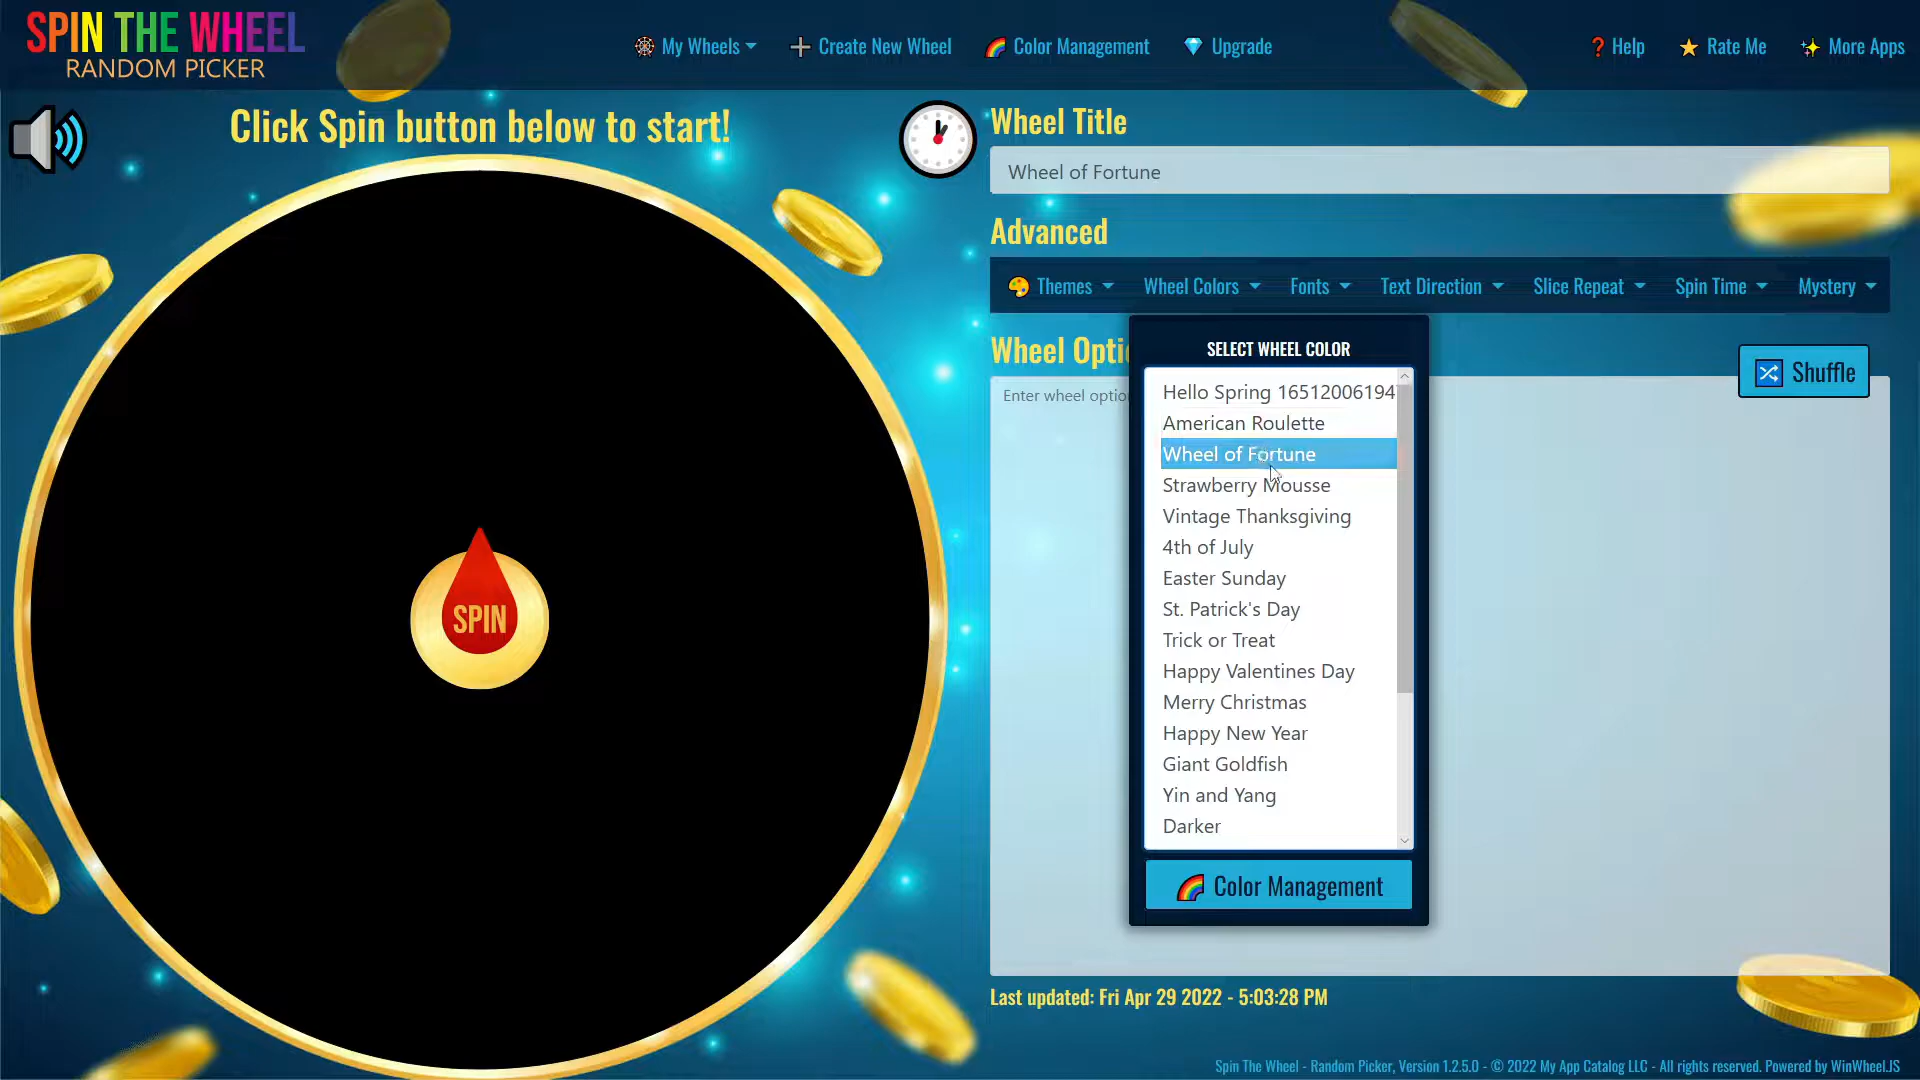 SPIN THE WHEEL
RANDOM PICKER
My Wheels
Create New Wheel
Color Management
Upgrade
Help
Rate Me
More Apps
Click Spin button below to start!
Wheel Title
Wheel of Fortune
Advanced
Themes
Wheel Colors
Fonts
Text Direction
Slice Repeat
Spin Time
Mystery
Wheel Optio
Shuffle
Enter wheel optio
SELECT WHEEL COLOR
Hello Spring 16512006194
American Roulette
Wheel of Fortune
Strawberry Mousse
Vintage Thanksgiving
4th of July
Easter Sunday
St. Patrick's Day
Trick or Treat
Happy Valentines Day
Merry Christmas
Happy New Year
Giant Goldfish
Yin and Yang
Darker
Color Management
SPIN
Last updated: Fri Apr 29 2022 - 5:03:28 PM
Spin The Wheel - Random Picker, Version 1.2.5.0 - © 2022 My App Catalog LLC - All rights reserved. Powered by WinWheel.JS